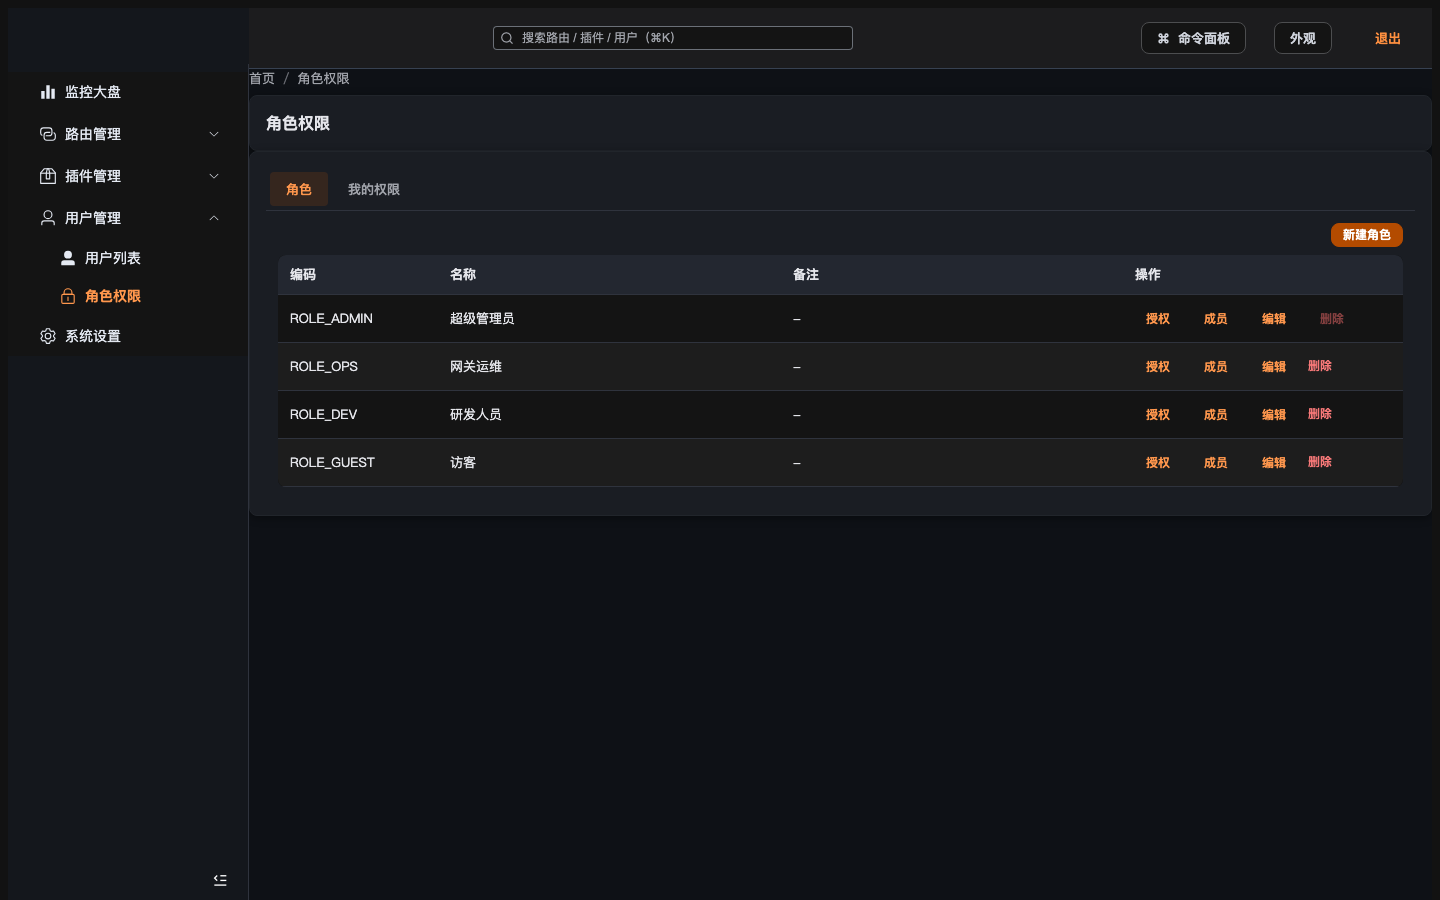 搜索路由 / 插件 / 用户（⌘K）
⌘ 命令面板
外观
退出
监控大盘
路由管理
插件管理
用户管理
用户列表
角色权限
系统设置
首页 / 角色权限
角色权限
角色 我的权限
新建角色
编码 名称 备注 操作
ROLE_ADMIN 超级管理员 – 授权 成员 编辑 删除
ROLE_OPS 网关运维 – 授权 成员 编辑 删除
ROLE_DEV 研发人员 – 授权 成员 编辑 删除
ROLE_GUEST 访客 – 授权 成员 编辑 删除